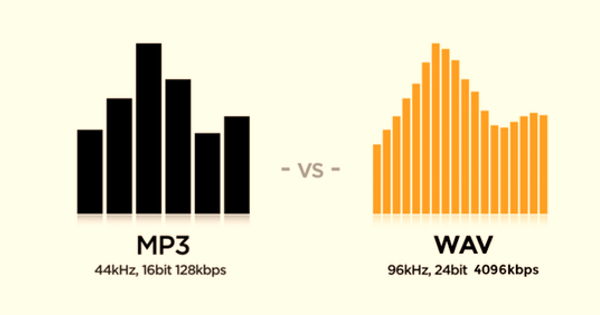 - VS -
MP3
44kHz, 16bit 128kbps
WAV
96kHz, 24bit 4096kbps